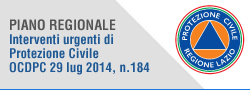 PIANO REGIONALE
Interventi urgenti di
Protezione Civile
OCDPC 29 lug 2014, n.184
PROTEZIONE CIVILE
REGIONE LAZIO